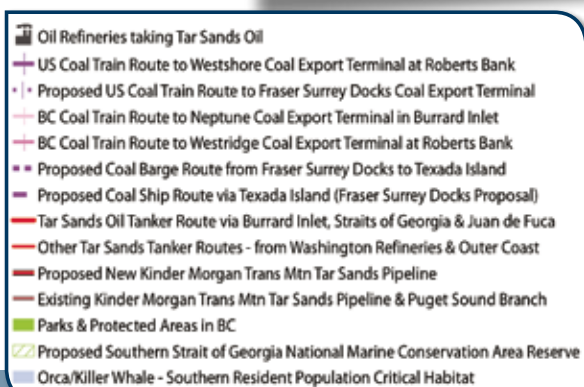 Oil Refineries taking Tar Sands Oil
US Coal Train Route to Westshore Coal Export Terminal at Roberts Bank
Proposed US Coal Train Route to Fraser Surrey Docks Coal Export Terminal
BC Coal Train Route to Neptune Coal Export Terminal in Burrard Inlet
BC Coal Train Route to Westridge Coal Export Terminal at Roberts Bank
Proposed Coal Barge Route from Fraser Surrey Docks to Texada Island
Proposed Coal Ship Route via Texada Island (Fraser Surrey Docks Proposal)
Tar Sands Oil Tanker Route via Burrard Inlet, Straits of Georgia & Juan de Fuca
Other Tar Sands Tanker Routes - from Washington Refineries & Outer Coast
Proposed New Kinder Morgan Trans Mtn Tar Sands Pipeline
Existing Kinder Morgan Trans Mtn Tar Sands Pipeline & Puget Sound Branch
Parks & Protected Areas in BC
Proposed Southern Strait of Georgia National Marine Conservation Area Reserve
Orca/Killer Whale - Southern Resident Population Critical Habitat